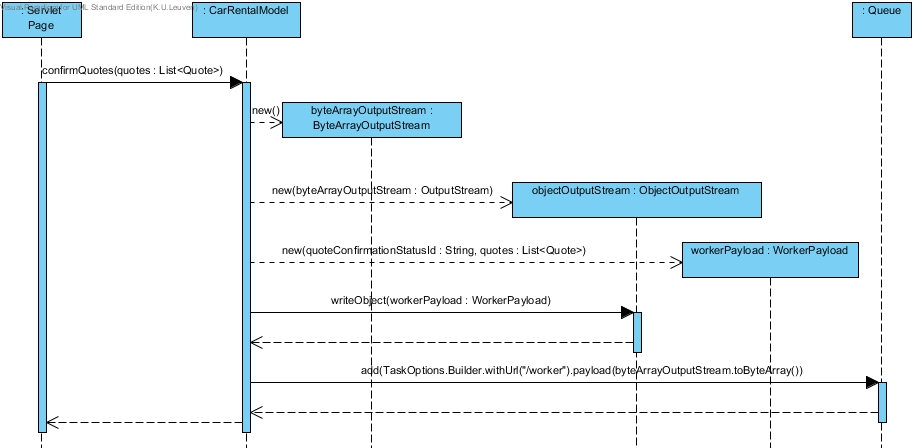 Visual Paradigm for UML Standard Edition(K.U.Leuven)
: Servlet
Page
: CarRentalModel
: Queue
confirmQuotes(quotes : List<Quote>)
new()
byteArrayOutputStream :
ByteArrayOutputStream
new(byteArrayOutputStream : OutputStream)
objectOutputStream : ObjectOutputStream
new(quoteConfirmationStatusId : String, quotes : List<Quote>)
workerPayload : WorkerPayload
writeObject(workerPayload : WorkerPayload)
add(TaskOptions.Builder.withUrl("/worker").payload(byteArrayOutputStream.toByteArray())